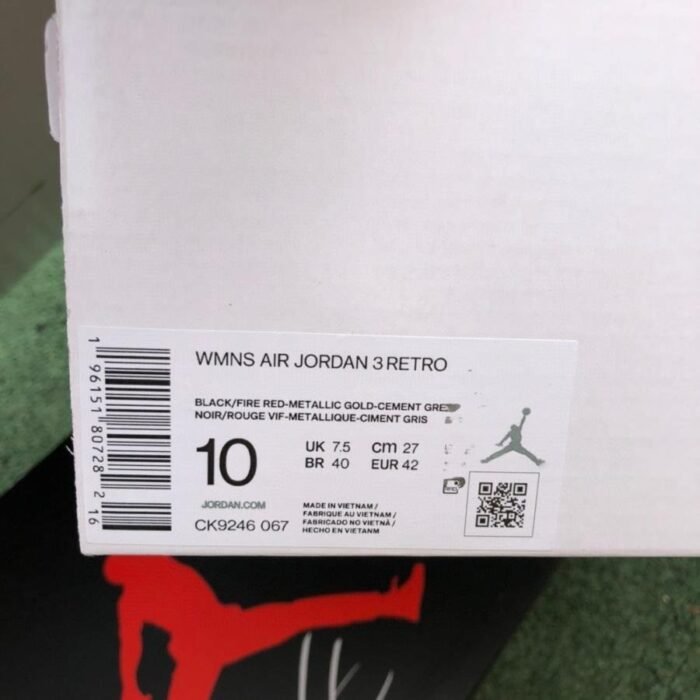 WMNS AIR JORDAN 3 RETRO
BLACK/FIRE RED-METALLIC GOLD-CEMENT
NOIR/ROUGE VIF-METALLIQUE-CIMENT GRIS
10
UK 7.5 cm 27
BR 40 EUR 42
JORDAN.COM
CK9246 067
MADE IN VIETNAM /
FABRIQUE AU VIETNAM /
FABRICADO NO VIETNÃ /
HECHO EN VIETANM
1 96151 80728 2 16